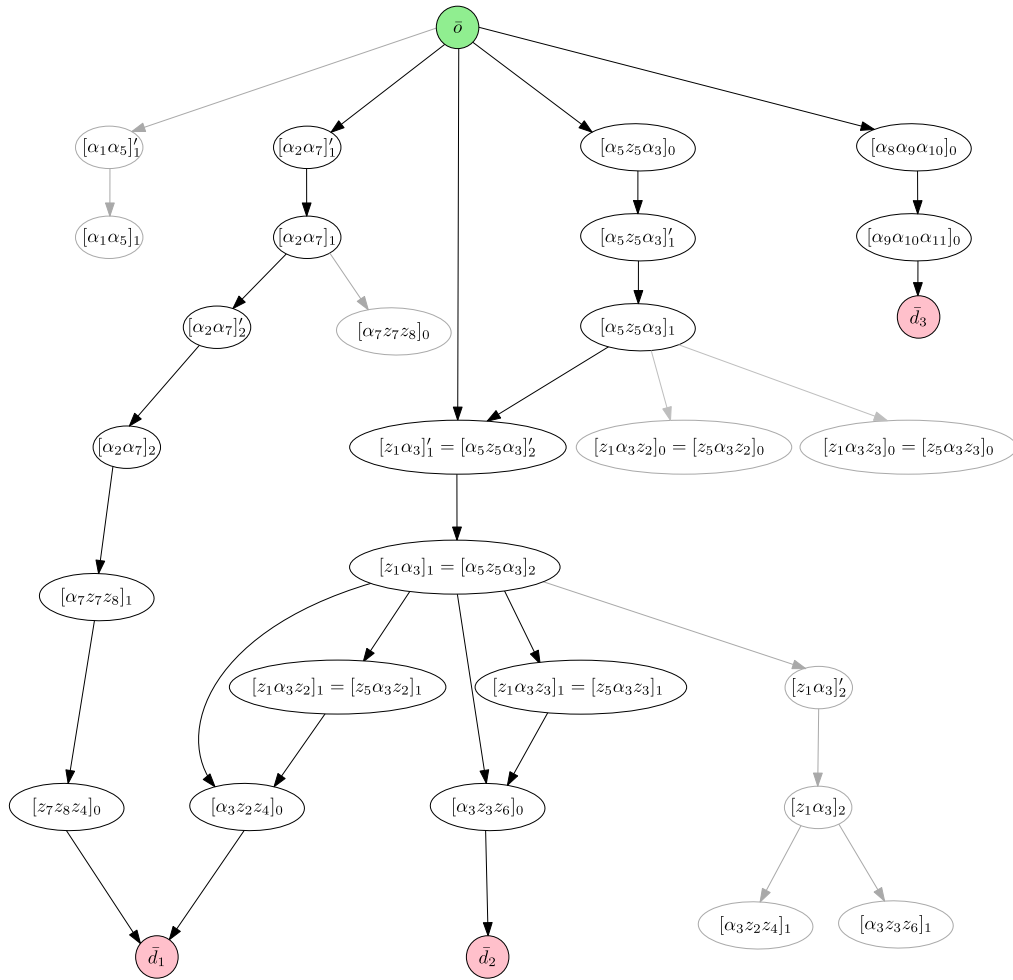 ō
[α₁α₅]′₁ [α₂α₇]′₁ [α₅z₅α₃]₀ [α₈α₉α₁₀]₀
[α₁α₅]₁ [α₂α₇]₁ [α₅z₅α₃]′₁ [α₉α₁₀α₁₁]₀
[α₂α₇]′₂ [α₇z₇z₈]₀ [α₅z₅α₃]₁ d̄₃
[α₂α₇]₂ [z₁α₃]′₁ = [α₅z₅α₃]′₂ [z₁α₃z₂]₀ = [z₅α₃z₂]₀ [z₁α₃z₃]₀ = [z₅α₃z₃]₀
[z₁α₃]₁ = [α₅z₅α₃]₂
[α₇z₇z₈]₁
[z₁α₃z₂]₁ = [z₅α₃z₂]₁ [z₁α₃z₃]₁ = [z₅α₃z₃]₁ [z₁α₃]′₂
[z₇z₈z₄]₀ [α₃z₂z₄]₀ [α₃z₃z₆]₀ [z₁α₃]₂
[α₃z₂z₄]₁ [α₃z₃z₆]₁
d̄₁ d̄₂